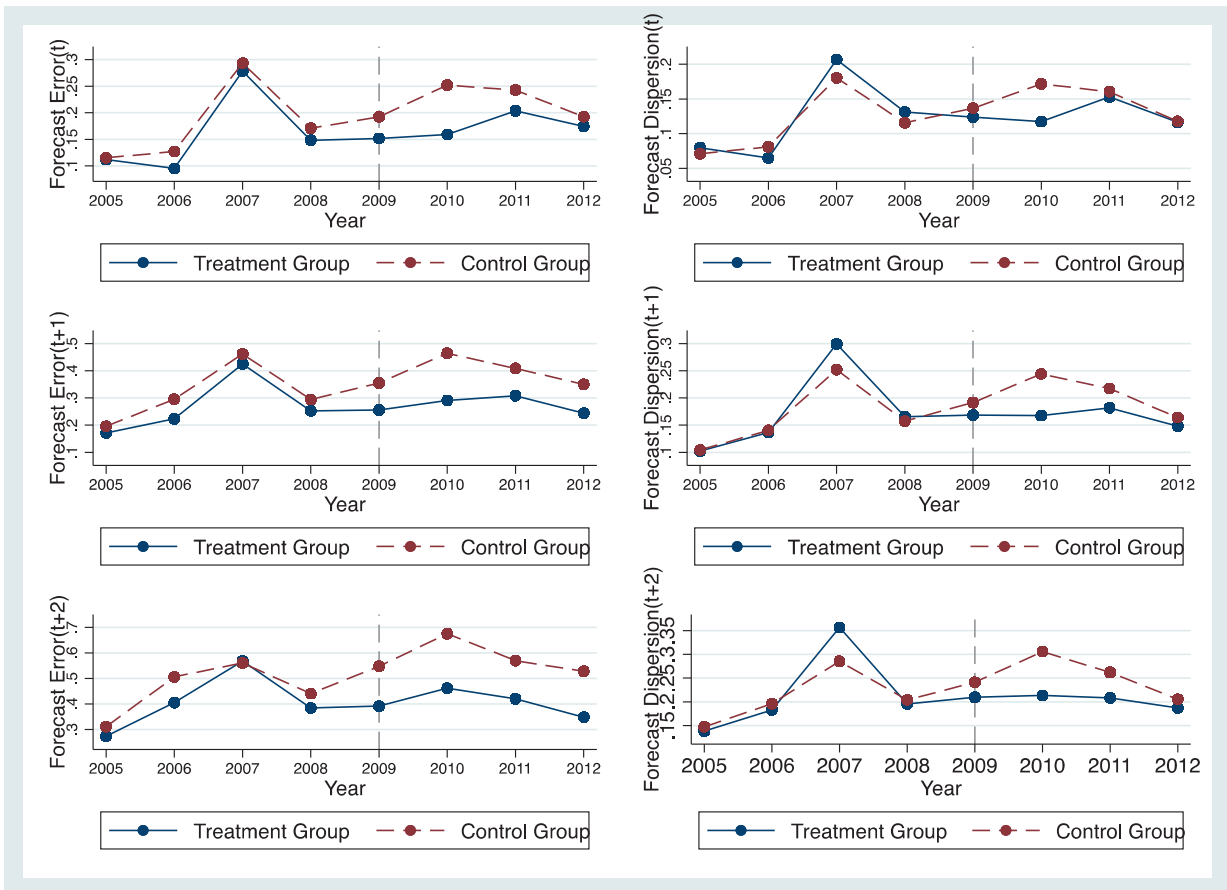 Forecast Error(t)
.3
.25
.2
.15
.1
2005 2006 2007 2008 2009 2010 2011 2012
Year
Treatment Group Control Group
Forecast Dispersion(t)
.2
.15
.1
.05
2005 2006 2007 2008 2009 2010 2011 2012
Year
Treatment Group Control Group
Forecast Error(t+1)
.5
.4
.3
.2
.1
2005 2006 2007 2008 2009 2010 2011 2012
Year
Treatment Group Control Group
Forecast Dispersion(t+1)
.3
.25
.2
.15
.1
2005 2006 2007 2008 2009 2010 2011 2012
Year
Treatment Group Control Group
Forecast Error(t+2)
.7
.6
.5
.4
.3
2005 2006 2007 2008 2009 2010 2011 2012
Year
Treatment Group Control Group
Forecast Dispersion(t+2)
.35
.3
.25
.2
.15
2005 2006 2007 2008 2009 2010 2011 2012
Year
Treatment Group Control Group